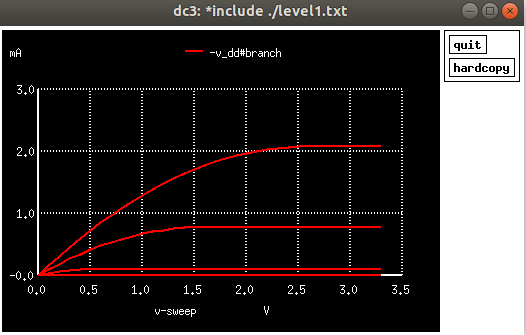 dc3: *include ./level1.txt
quit
hardcopy
mA
-v_dd#branch
3.0
2.0
1.0
-0.0
0.0 0.5 1.0 1.5 2.0 2.5 3.0 3.5
v-sweep V